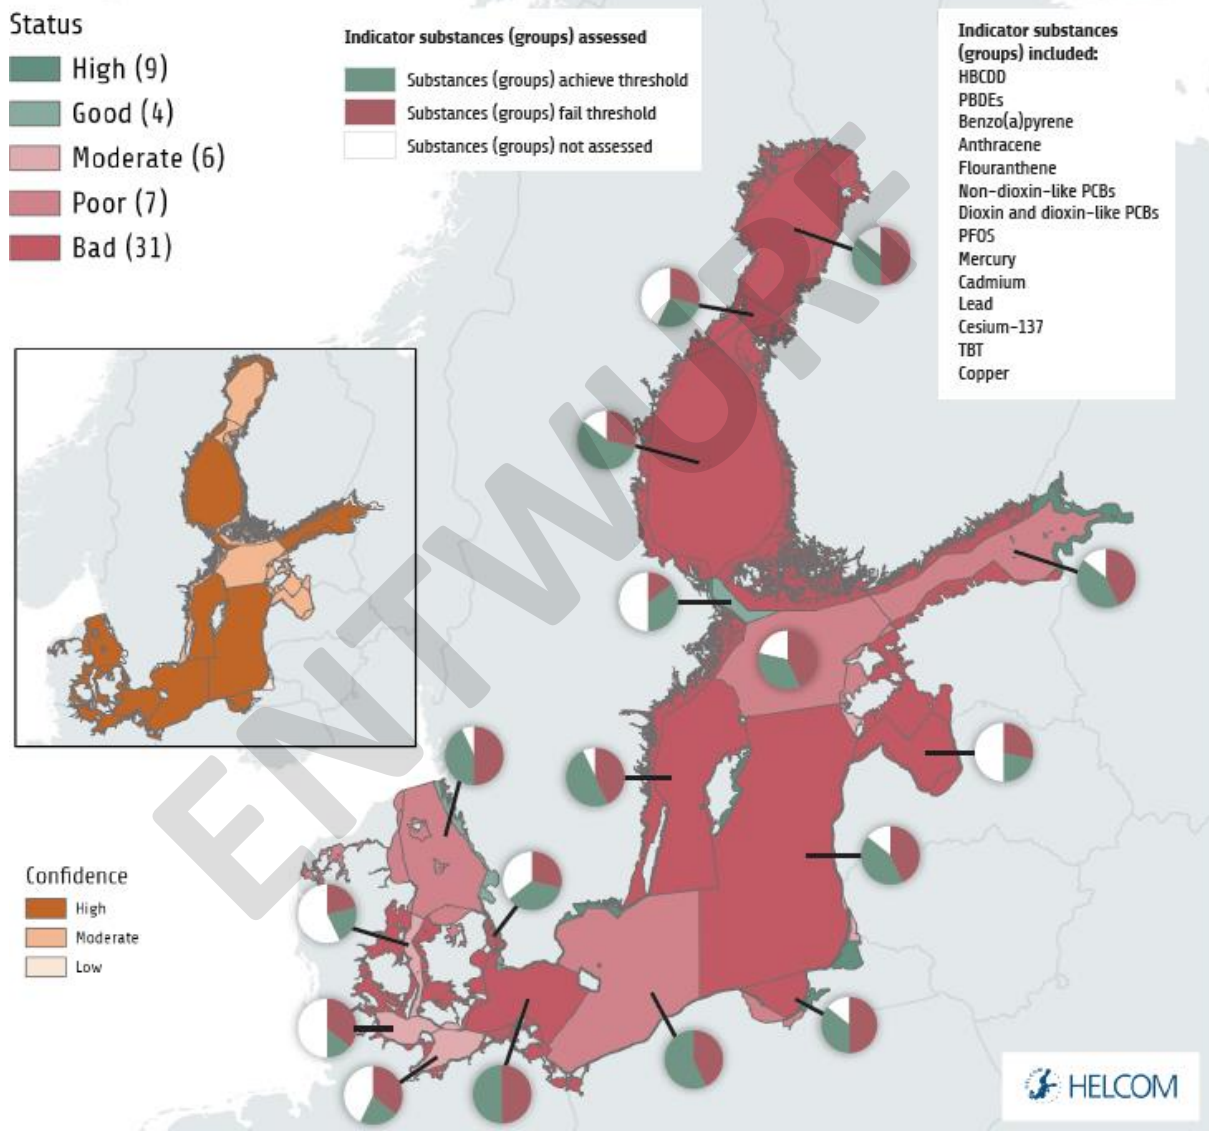 Status
High (9)
Good (4)
Moderate (6)
Poor (7)
Bad (31)
Indicator substances (groups) assessed
Substances (groups) achieve threshold
Substances (groups) fail threshold
Substances (groups) not assessed
Indicator substances
(groups) included:
HBCDD
PBDEs
Benzo(a)pyrene
Anthracene
Flouranthene
Non-dioxin-like PCBs
Dioxin and dioxin-like PCBs
PFOS
Mercury
Cadmium
Lead
Cesium-137
TBT
Copper
ENTWURF
Confidence
High
Moderate
Low
HELCOM